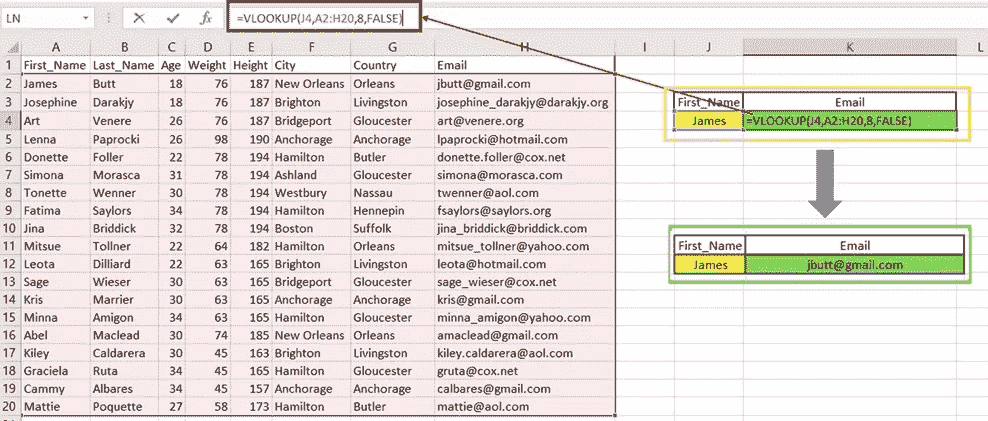 LN =VLOOKUP(J4,A2:H20,8,FALSE)
A B C D E F G H I J K L
1 First_Name Last_Name Age Weight Height City Country Email
2 James Butt 18 76 187 New Orleans Orleans jbutt@gmail.com
3 Josephine Darakjy 18 76 187 Brighton Livingston josephine_darakjy@darakjy.org First_Name Email
4 Art Venere 26 76 187 Bridgeport Gloucester art@venere.org James =VLOOKUP(J4,A2:H20,8,FALSE)
5 Lenna Paprocki 26 98 190 Anchorage Anchorage lpaprocki@hotmail.com
6 Donette Foller 22 78 194 Hamilton Butler donette.foller@cox.net
7 Simona Morasca 31 78 194 Ashland Gloucester simona@morasca.com
8 Tonette Wenner 30 78 194 Westbury Nassau twenner@aol.com
9 Fatima Saylors 34 78 194 Hamilton Hennepin fsaylors@saylors.org
10 Jina Briddick 32 78 194 Boston Suffolk jina_briddick@briddick.com
11 Mitsue Tollner 22 64 182 Hamilton Orleans mitsue_tollner@yahoo.com First_Name Email
12 Leota Dilliard 22 63 165 Brighton Livingston leota@hotmail.com James jbutt@gmail.com
13 Sage Wieser 30 63 165 Bridgeport Gloucester sage_wieser@cox.net
14 Kris Marrier 30 63 165 Anchorage Anchorage kris@gmail.com
15 Minna Amigon 34 63 165 Hamilton Gloucester minna_amigon@yahoo.com
16 Abel Maclead 30 74 185 New Orleans Orleans amaclead@gmail.com
17 Kiley Caldarera 30 45 163 Brighton Livingston kiley.caldarera@aol.com
18 Graciela Ruta 34 45 165 Hamilton Gloucester gruta@cox.net
19 Cammy Albares 34 45 157 Anchorage Anchorage calbares@gmail.com
20 Mattie Poquette 27 58 173 Hamilton Butler mattie@aol.com